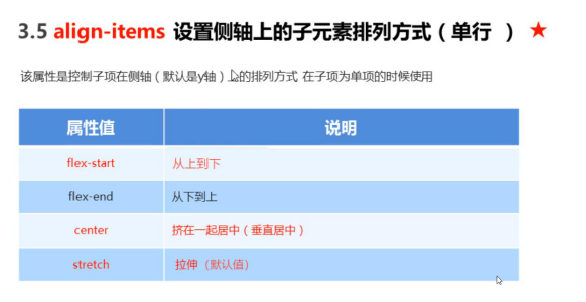 3.5 align-items 设置侧轴上的子元素排列方式（单行 ）★
该属性是控制子项在侧轴（默认是y轴）上的排列方式 在子项为单项的时候使用
属性值 说明
flex-start 从上到下
flex-end 从下到上
center 挤在一起居中（垂直居中）
stretch 拉伸（默认值）